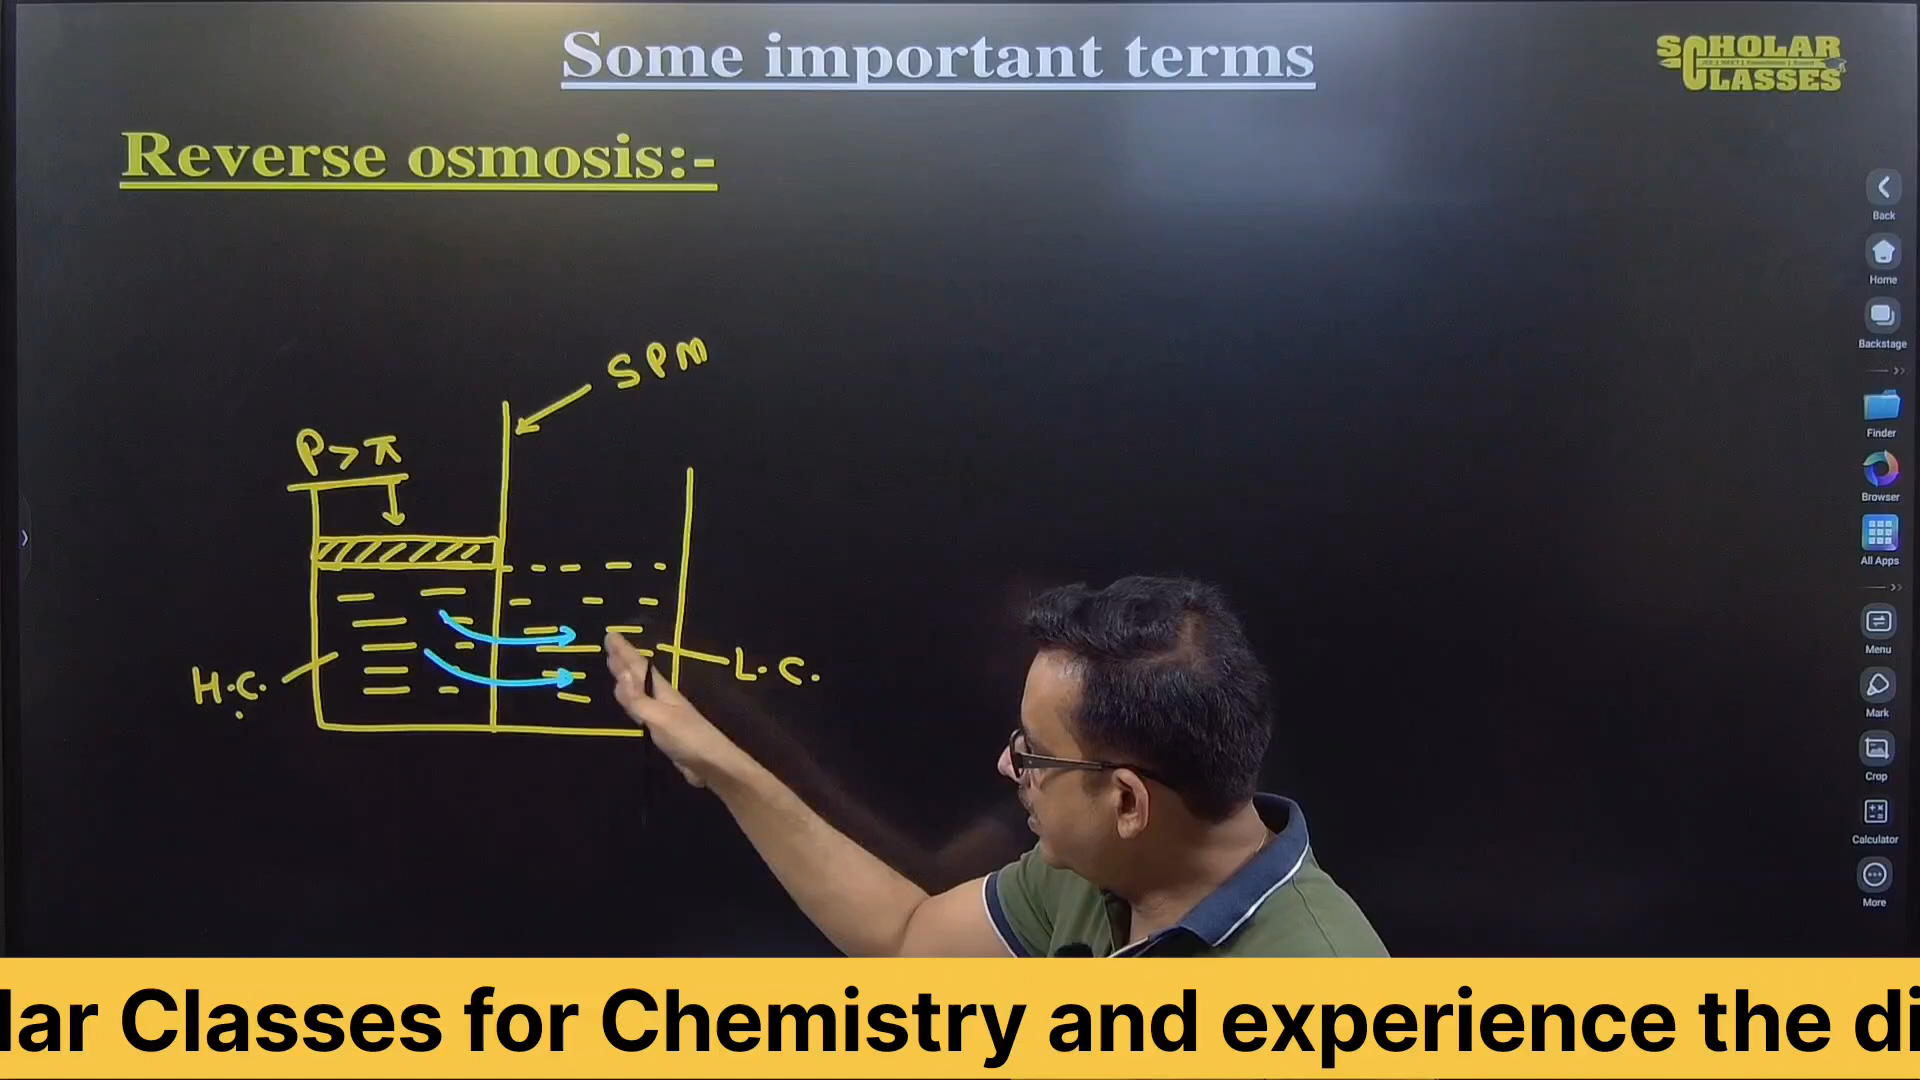 Some important terms
SCHOLAR
CLASSES
Reverse osmosis:-
SPM
P > π
H.C.
L.C.
Back
Home
Backstage
Finder
Browser
All Apps
Menu
Mark
Crop
Calculator
More
lar Classes for Chemistry and experience the di